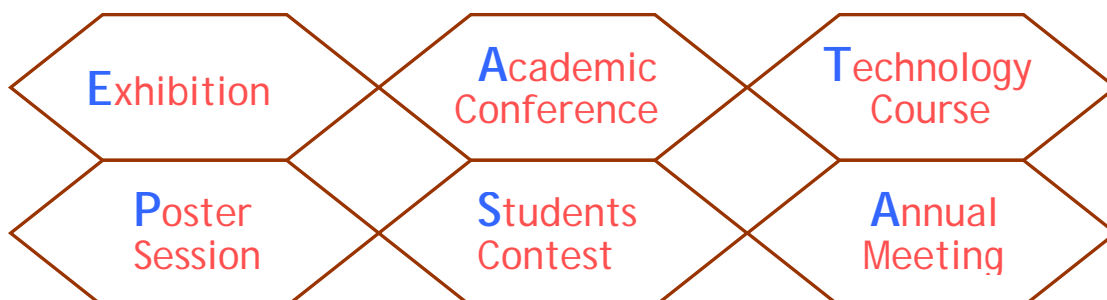 Exhibition
Academic
Conference
Technology
Course
Poster
Session
Students
Contest
Annual
Meeting